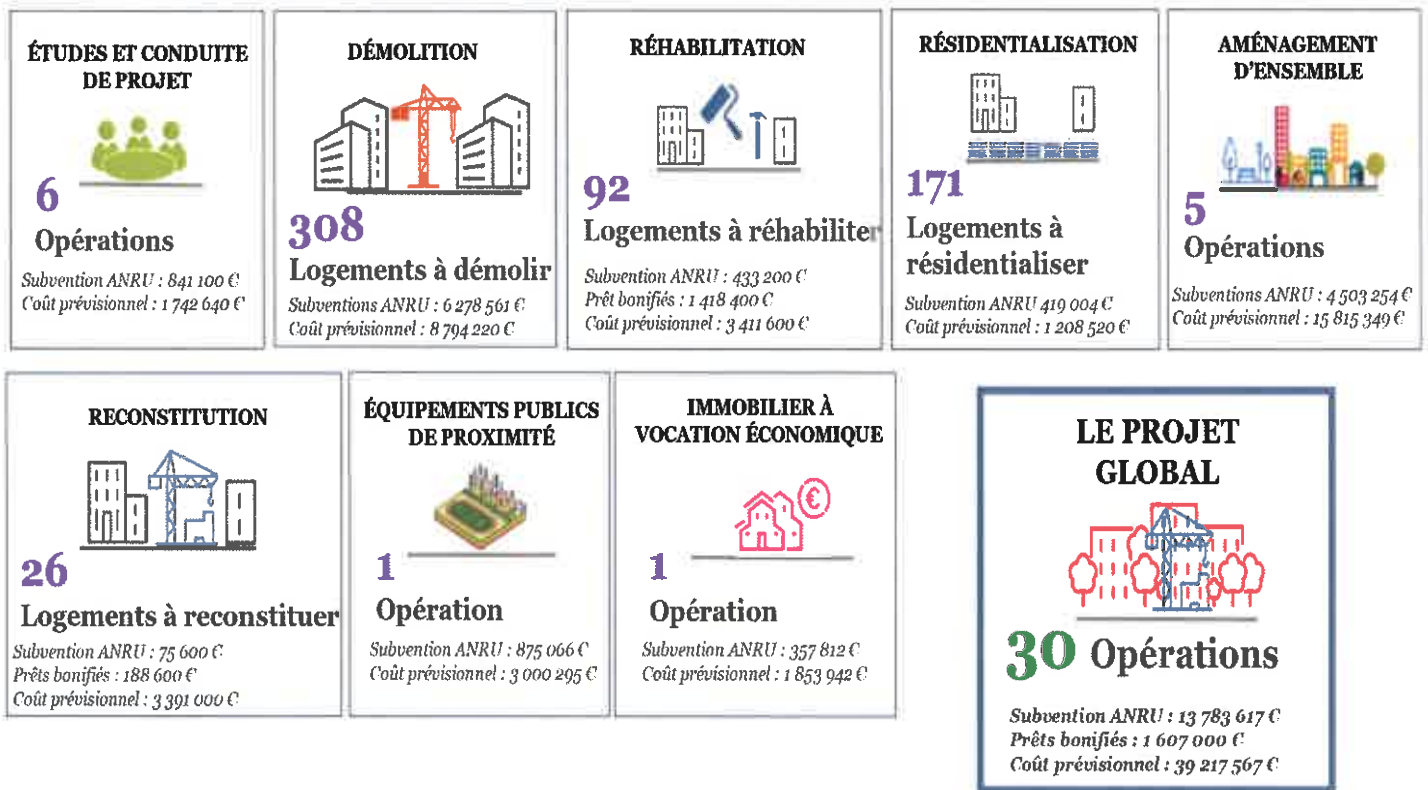 ÉTUDES ET CONDUITE
DE PROJET
6
Opérations
Subvention ANRU : 841 100 €
Coût prévisionnel : 1 742 640 €
DÉMOLITION
308
Logements à démolir
Subventions ANRU : 6 278 561 €
Coût prévisionnel : 8 794 220 €
RÉHABILITATION
92
Logements à réhabiliter
Subvention ANRU : 433 200 €
Prêt bonifiés : 1 418 400 €
Coût prévisionnel : 3 411 600 €
RÉSIDENTIALISATION
171
Logements à
résidentialiser
Subvention ANRU 419 004 €
Coût prévisionnel : 1 208 520 €
AMÉNAGEMENT
D'ENSEMBLE
5
Opérations
Subventions ANRU : 4 503 254 €
Coût prévisionnel : 15 815 349 €
RECONSTITUTION
26
Logements à reconstituer
Subvention ANRU : 75 600 €
Prêts bonifiés : 188 600 €
Coût prévisionnel : 3 391 000 €
ÉQUIPEMENTS PUBLICS
DE PROXIMITÉ
1
Opération
Subvention ANRU : 875 066 €
Coût prévisionnel : 3 000 295 €
IMMOBILIER À
VOCATION ÉCONOMIQUE
€
1
Opération
Subvention ANRU : 357 812 €
Coût prévisionnel : 1 853 942 €
LE PROJET
GLOBAL
30 Opérations
Subvention ANRU : 13 783 617 €
Prêts bonifiés : 1 607 000 €
Coût prévisionnel : 39 217 567 €